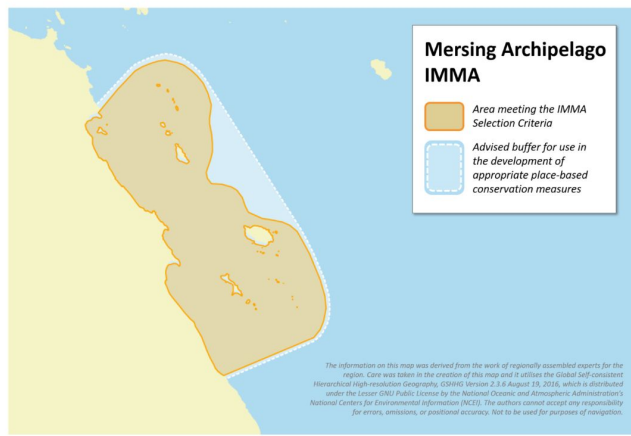 Mersing Archipelago
IMMA
Area meeting the IMMA
Selection Criteria
Advised buffer for use in
the development of
appropriate place-based
conservation measures
The information on this map was derived from the work of regionally-assembled experts for the
region. Care was taken in the creation of this map and it utilises the Global Self-consistent
Hierarchical High-resolution Geography, GSHHG Version 2.3.6 August 19, 2016, which is distributed
under the Lesser GNU Public License by the National Oceanic and Atmospheric Administration's
National Centers for Environmental Information (NCEI). The authors cannot accept any responsibility
for errors, omissions, or positional accuracy. Not to be used for purposes of navigation.